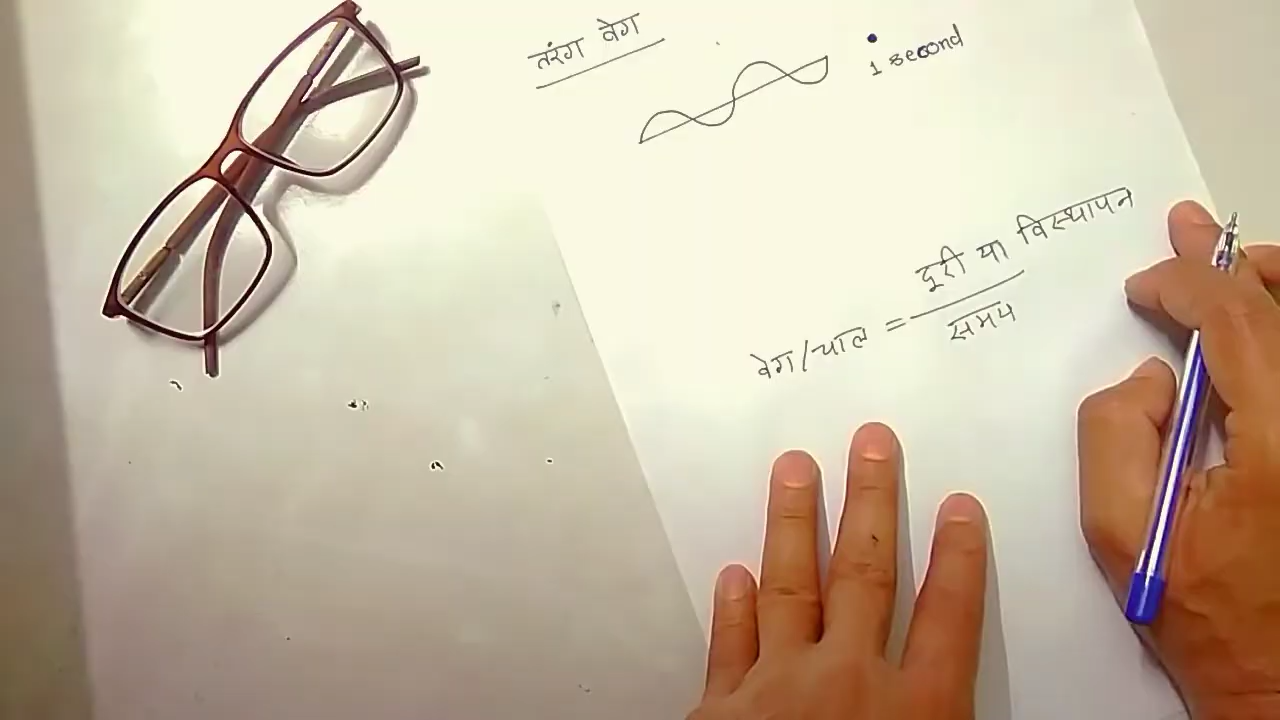 तरंग वेग
1 second
दूरी या विस्थापन
वेग/चाल =
समय